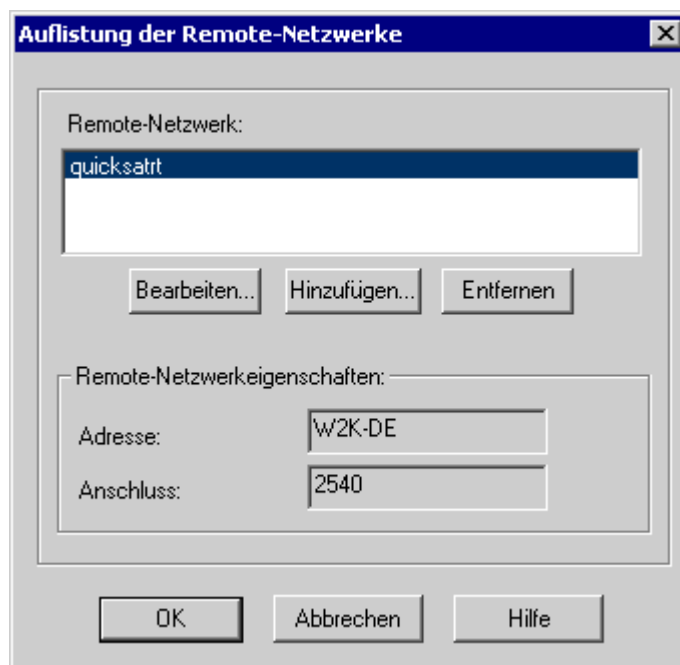 Auflistung der Remote-Netzwerke
Remote-Netzwerk:
quicksatrt
Bearbeiten... Hinzufügen... Entfernen
Remote-Netzwerkeigenschaften:
Adresse: W2K-DE
Anschluss: 2540
OK Abbrechen Hilfe